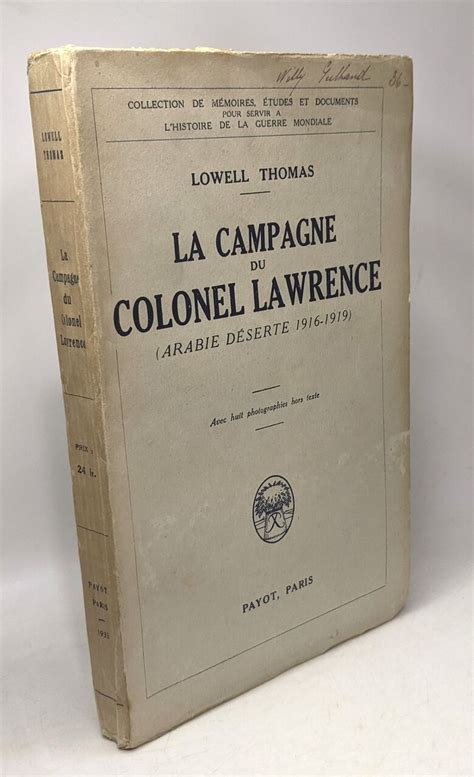 Willy
36-
COLLECTION DE MÉMOIRES, ÉTUDES ET DOCUMENTS
POUR SERVIR A
L'HISTOIRE DE LA GUERRE MONDIALE
LOWELL THOMAS
LA CAMPAGNE
DU
COLONEL LAWRENCE
(ARABIE DÉSERTE 1916-1919)
Avec huit photographies hors texte
PAYOT, PARIS
LOWELL
THOMAS
La
Campagne
du
Colonel
Lawrence
PRIX :
24 fr.
PAYOT,
PARIS